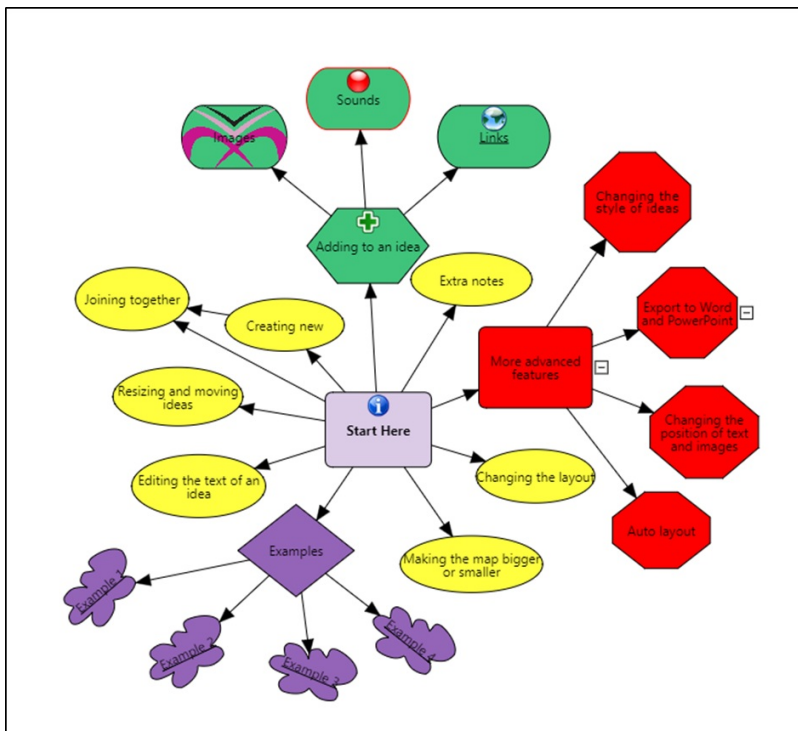 Sounds
Images
Links
Changing the
style of ideas
Adding to an idea
Extra notes
Joining together
Creating new
Export to Word
and PowerPoint
More advanced
features
Resizing and moving
ideas
Start Here
Changing the
position of text
and images
Editing the text of an
idea
Changing the layout
Auto layout
Examples
Making the map bigger
or smaller
Example 1
Example 2
Example 3
Example 4